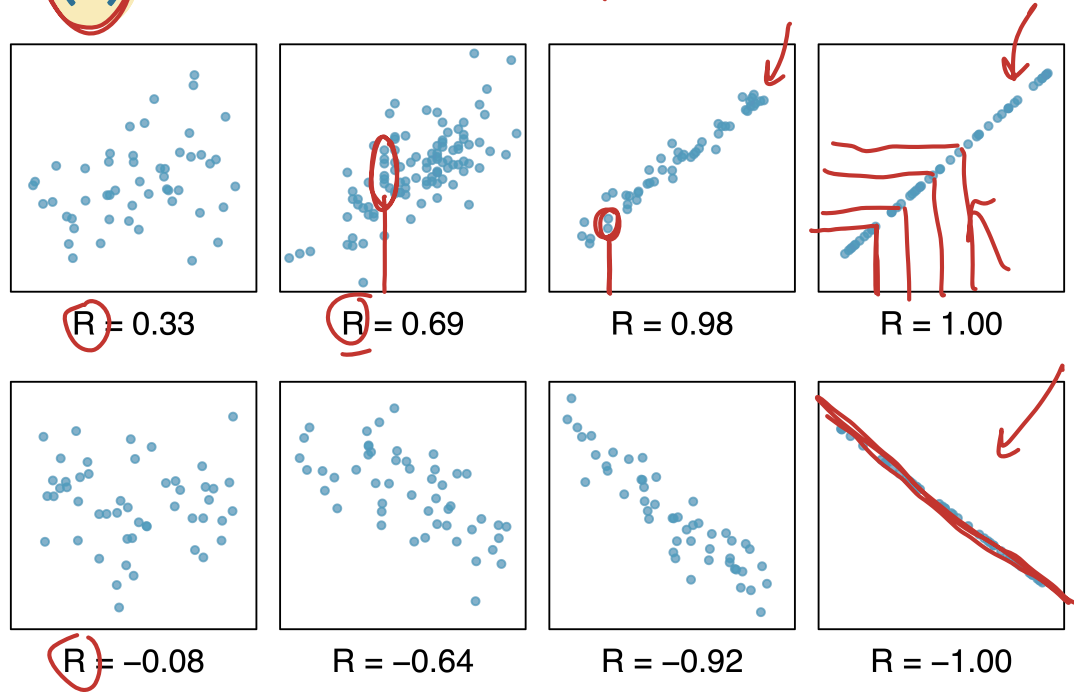 R = 0.33 R = 0.69 R = 0.98 R = 1.00
R = −0.08 R = −0.64 R = −0.92 R = −1.00